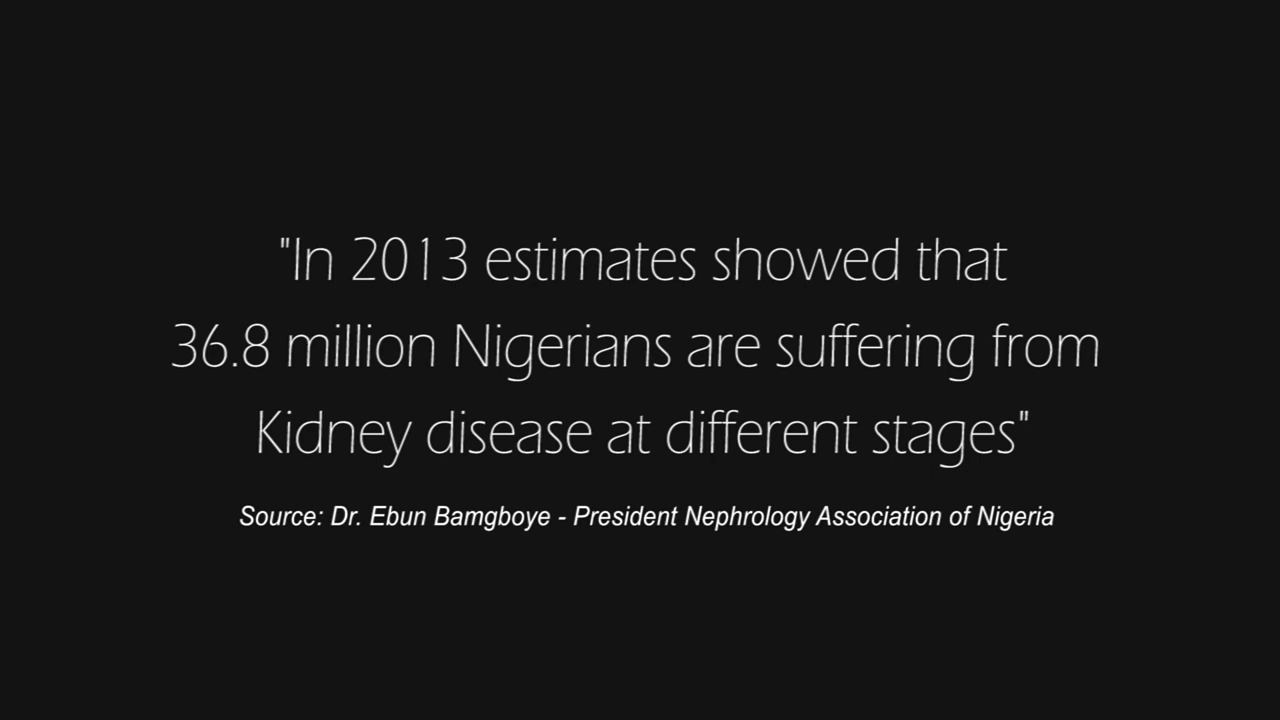 "In 2013 estimates showed that
36.8 million Nigerians are suffering from
Kidney disease at different stages"
Source: Dr. Ebun Bamgboye - President Nephrology Association of Nigeria